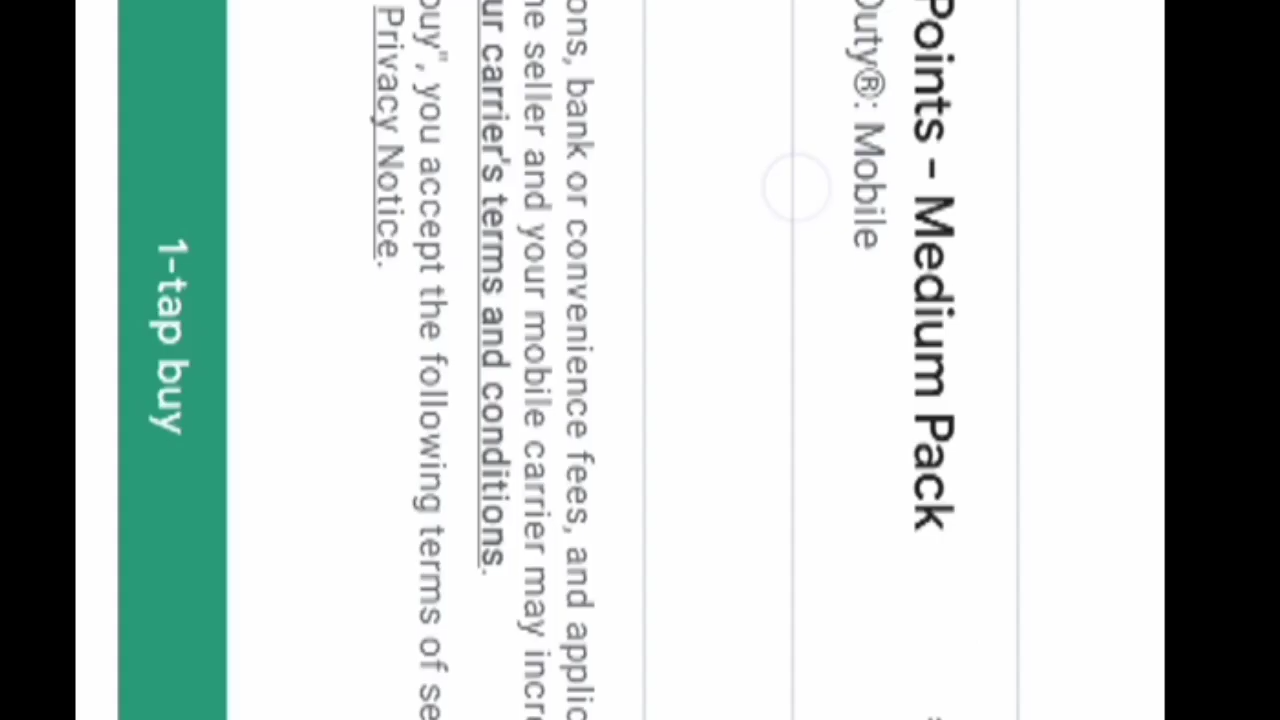 Points - Medium Pack
Duty®: Mobile
ons, bank or convenience fees, and applic
he seller and your mobile carrier may incre
ur carrier's terms and conditions.
buy", you accept the following terms of se
Privacy Notice.
1-tap buy